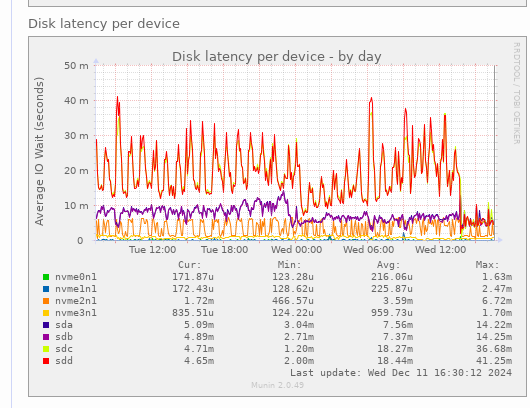 Disk latency per device
Disk latency per device - by day
RRDTOOL / TOBI OETIKER
Average IO Wait (seconds)
50 m
40 m
30 m
20 m
10 m
0
Tue 12:00 Tue 18:00 Wed 00:00 Wed 06:00 Wed 12:00
Cur: Min: Avg: Max:
nvme0n1 171.87u 123.28u 216.06u 1.63m
nvme1n1 172.43u 128.62u 225.87u 2.47m
nvme2n1 1.72m 466.57u 3.59m 6.72m
nvme3n1 835.51u 124.22u 959.73u 1.70m
sda 5.09m 3.04m 7.56m 14.22m
sdb 4.89m 2.71m 7.37m 14.25m
sdc 4.71m 1.20m 18.27m 36.68m
sdd 4.65m 2.00m 18.44m 41.25m
Last update: Wed Dec 11 16:30:12 2024
Munin 2.0.49